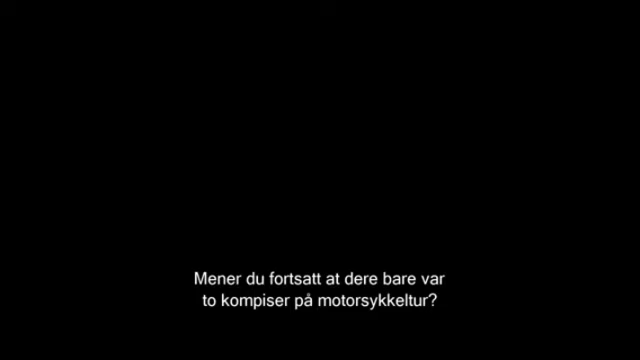 Mener du fortsatt at dere bare var
to kompiser på motorsykkeltur?